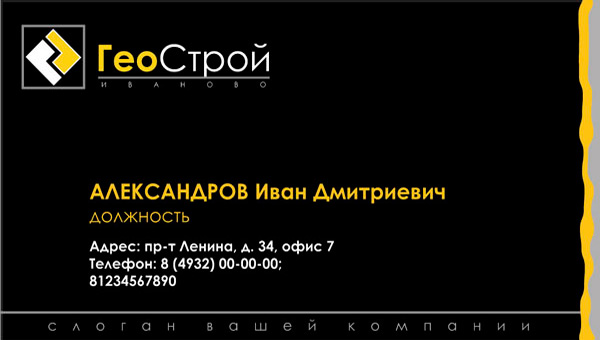 ГеоСтрой
ИВАНОВО
АЛЕКСАНДРОВ Иван Дмитриевич
ДОЛЖНОСТЬ
Адрес: пр-т Ленина, д. 34, офис 7
Телефон: 8 (4932) 00-00-00;
81234567890
слоган вашей компании